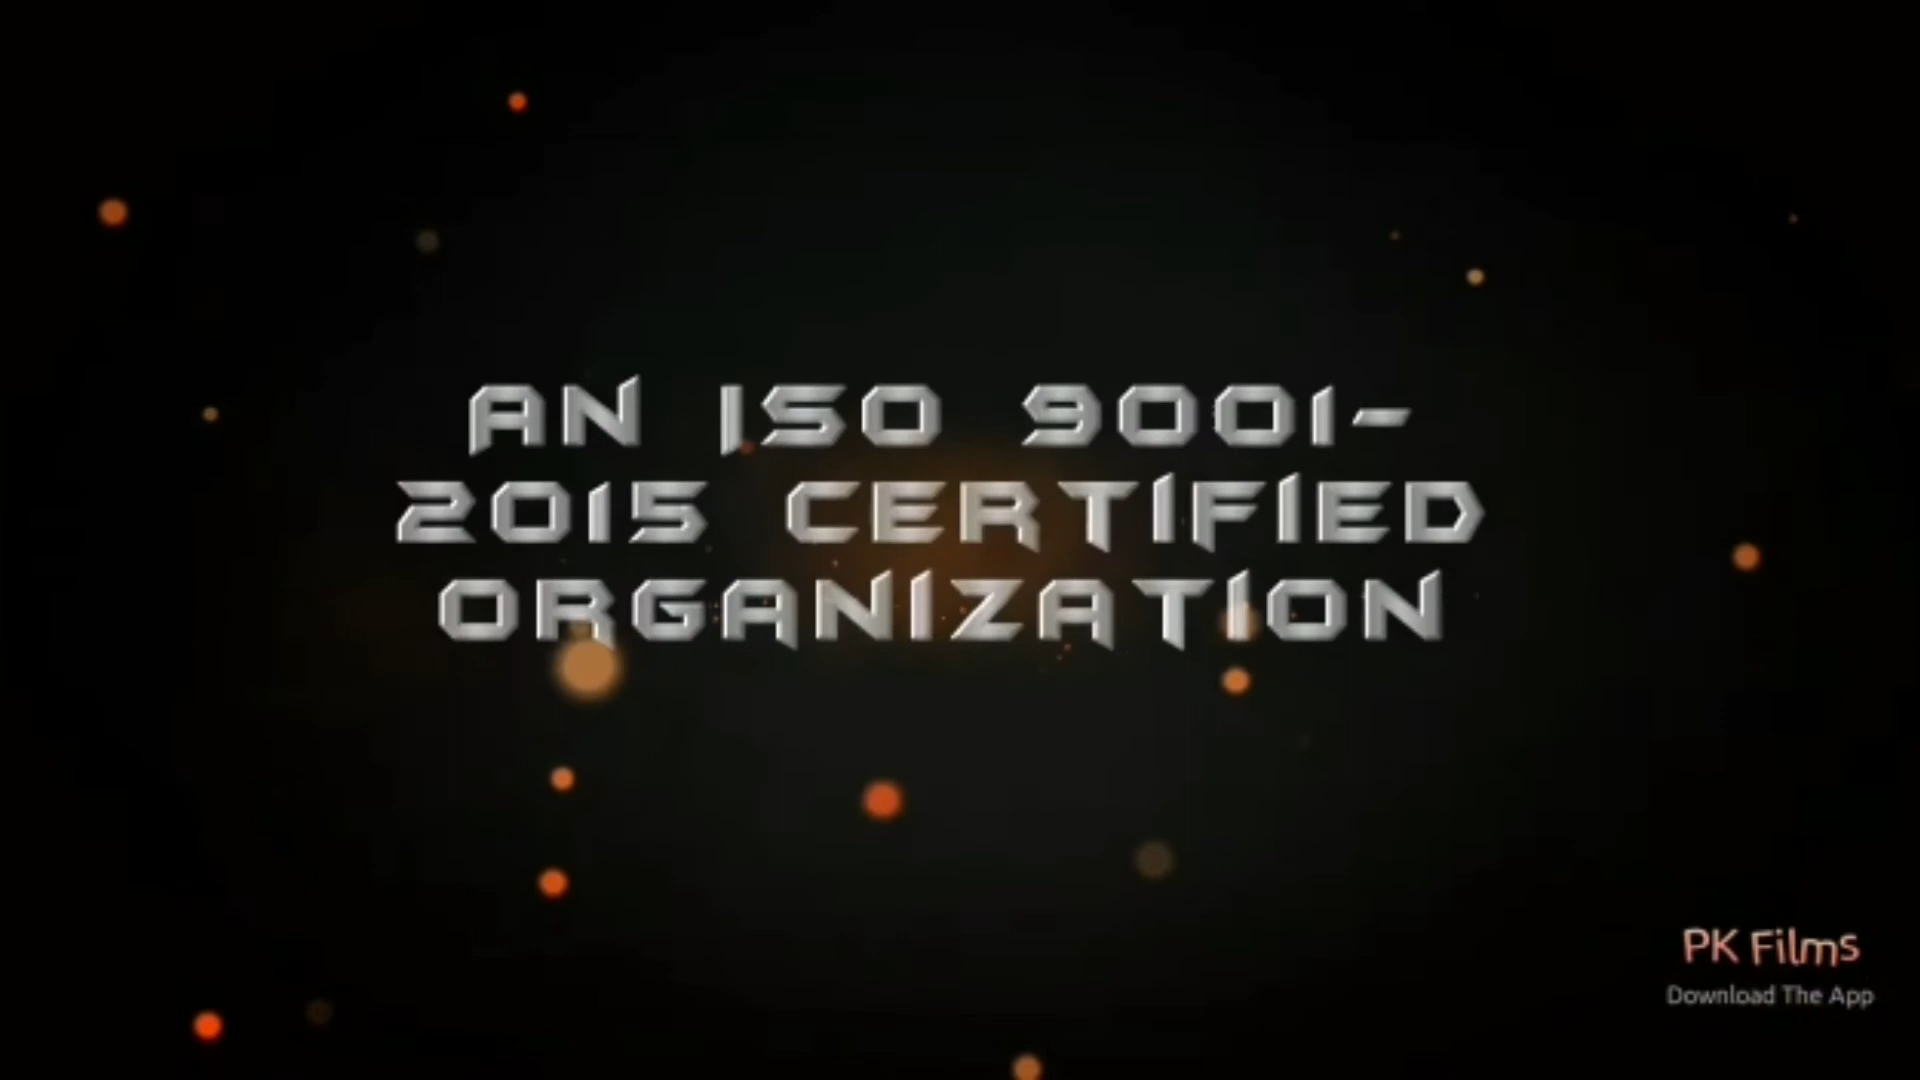 AN ISO 9001-
2015 CERTIFIED
ORGANIZATION
PK Films
Download The App